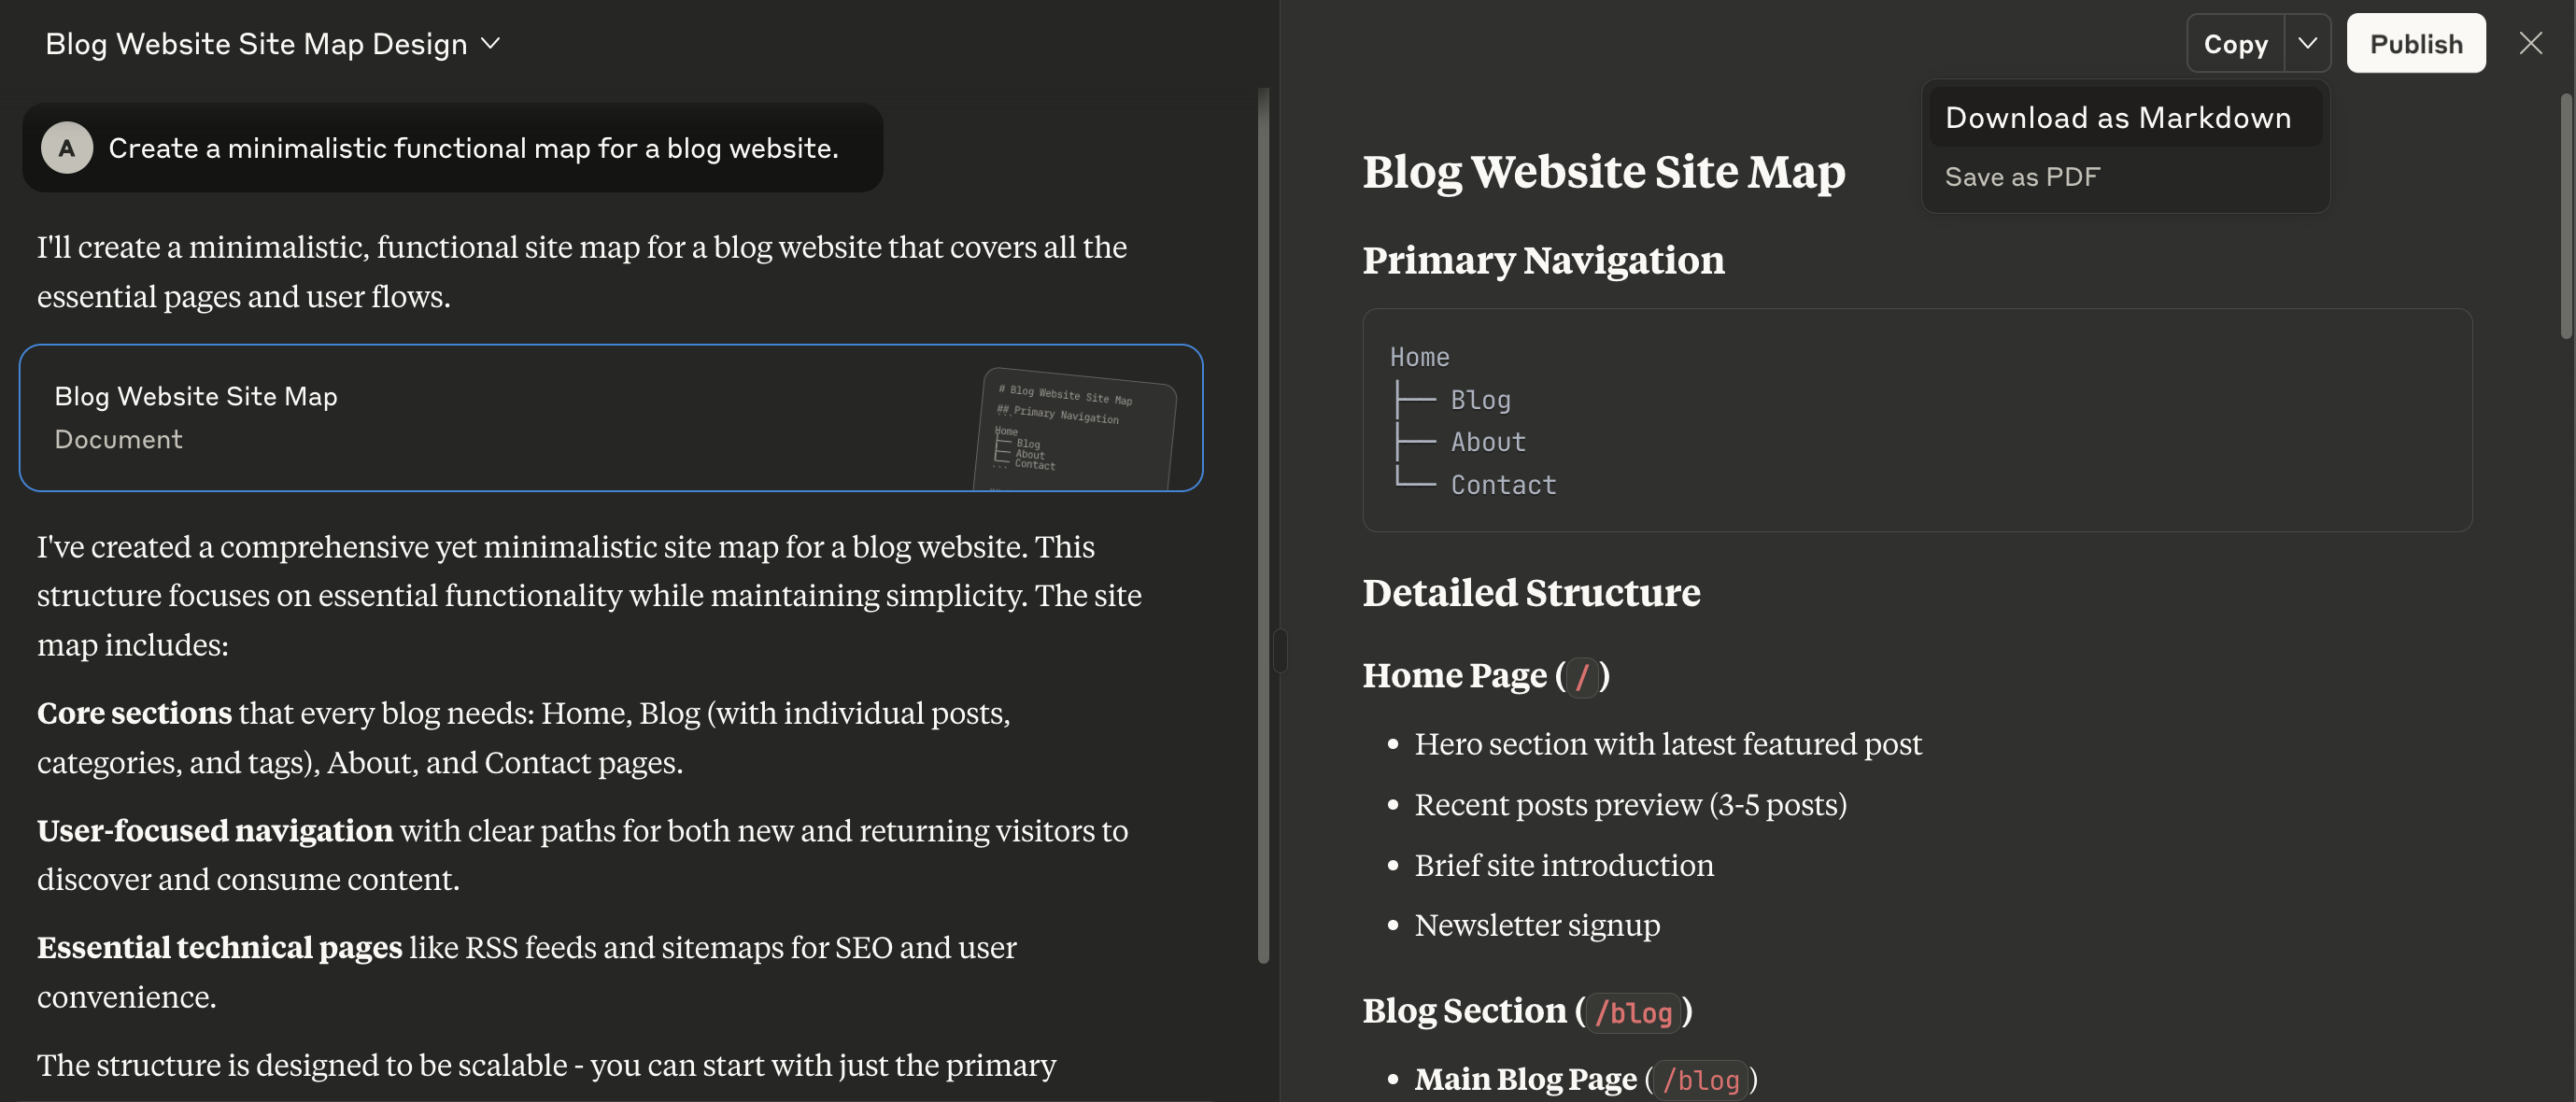 Blog Website Site Map Design
A
Create a minimalistic functional map for a blog website.
I'll create a minimalistic, functional site map for a blog website that covers all the
essential pages and user flows.
Blog Website Site Map
Document
# Blog Website Site Map
## Primary Navigation
```
Home
├── Blog
├── About
└── Contact
```
I've created a comprehensive yet minimalistic site map for a blog website. This
structure focuses on essential functionality while maintaining simplicity. The site
map includes:
Core sections that every blog needs: Home, Blog (with individual posts,
categories, and tags), About, and Contact pages.
User-focused navigation with clear paths for both new and returning visitors to
discover and consume content.
Essential technical pages like RSS feeds and sitemaps for SEO and user
convenience.
The structure is designed to be scalable - you can start with just the primary
Copy
Publish
Download as Markdown
Save as PDF
Blog Website Site Map
Primary Navigation
Home
├── Blog
├── About
└── Contact
Detailed Structure
Home Page (/)
• Hero section with latest featured post
• Recent posts preview (3-5 posts)
• Brief site introduction
• Newsletter signup
Blog Section (/blog)
• Main Blog Page (/blog)